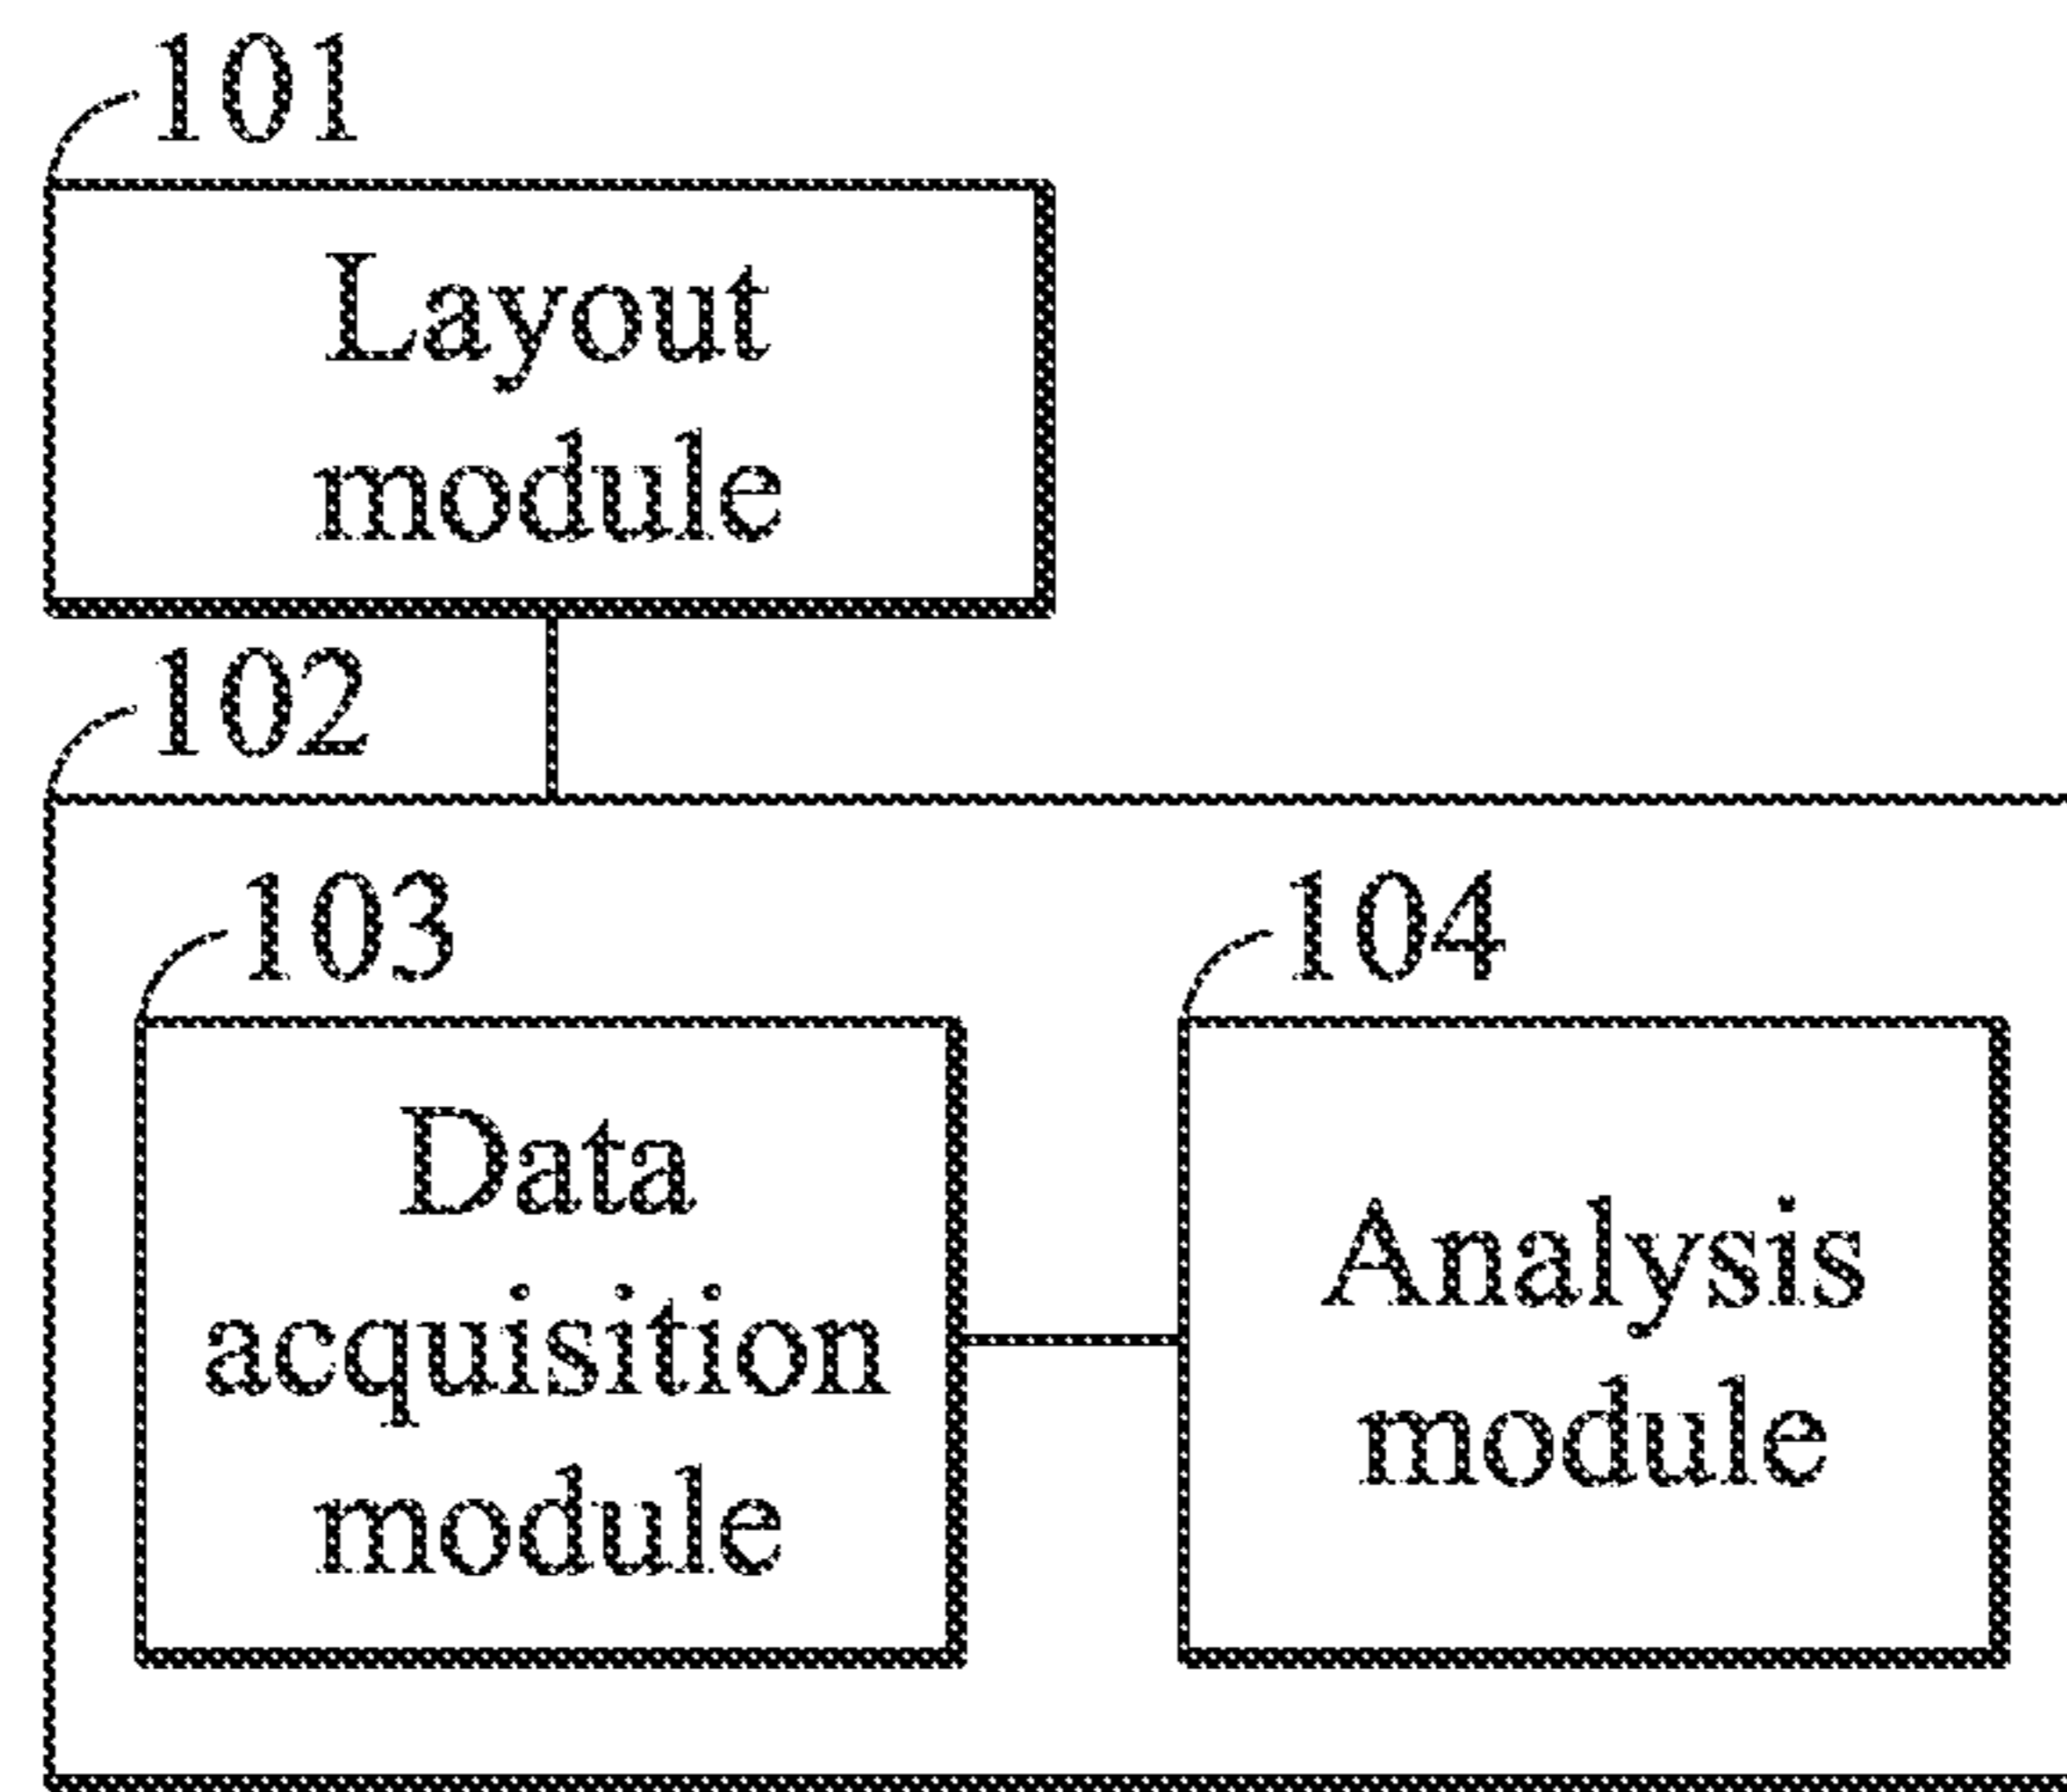 101
Layout
module
102
103
Data
acquisition
module
104
Analysis
module